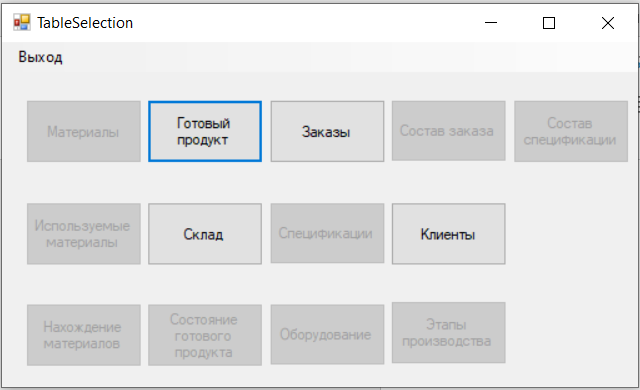 TableSelection
Выход
Материалы
Готовый
продукт
Заказы
Состав заказа
Состав
спецификации
Используемые
материалы
Склад
Спецификации
Клиенты
Нахождение
материалов
Состояние
готового
продукта
Оборудование
Этапы
производства